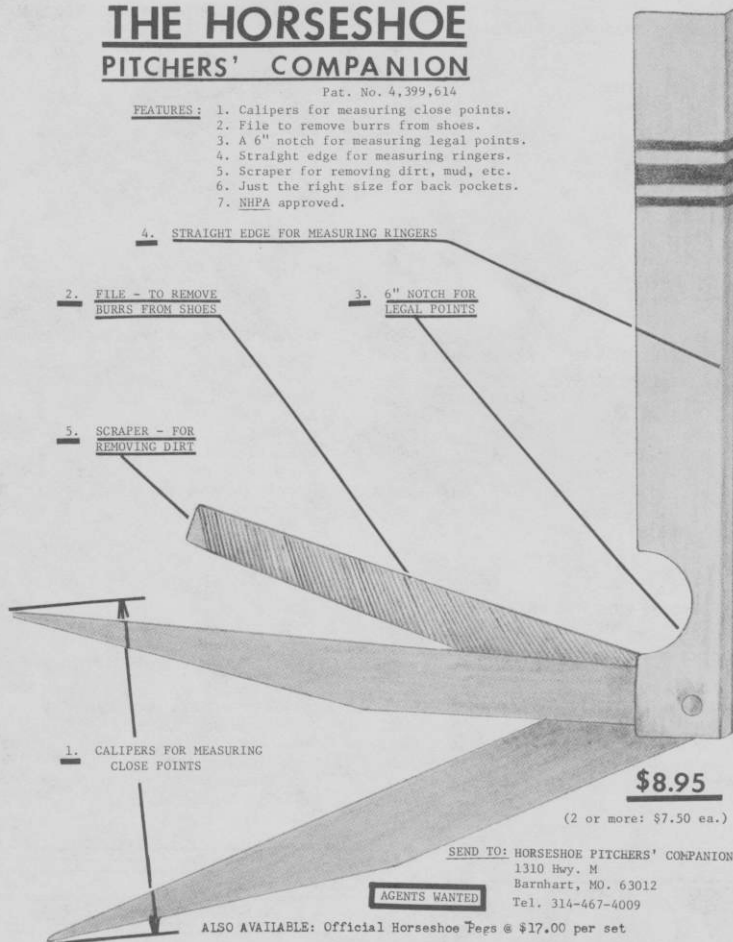 THE HORSESHOE
PITCHERS' COMPANION
Pat. No. 4,399,614
FEATURES: 1. Calipers for measuring close points.
2. File to remove burrs from shoes.
3. A 6" notch for measuring legal points.
4. Straight edge for measuring ringers.
5. Scraper for removing dirt, mud, etc.
6. Just the right size for back pockets.
7. NHPA approved.
4. STRAIGHT EDGE FOR MEASURING RINGERS
2. FILE - TO REMOVE
BURRS FROM SHOES
3. 6" NOTCH FOR
LEGAL POINTS
5. SCRAPER - FOR
REMOVING DIRT
1. CALIPERS FOR MEASURING
CLOSE POINTS
$8.95
(2 or more: $7.50 ea.)
SEND TO: HORSESHOE PITCHERS' COMPANION
1310 Hwy. M
Barnhart, MO. 63012
Tel. 314-467-4009
AGENTS WANTED
ALSO AVAILABLE: Official Horseshoe Pegs @ $17.00 per set